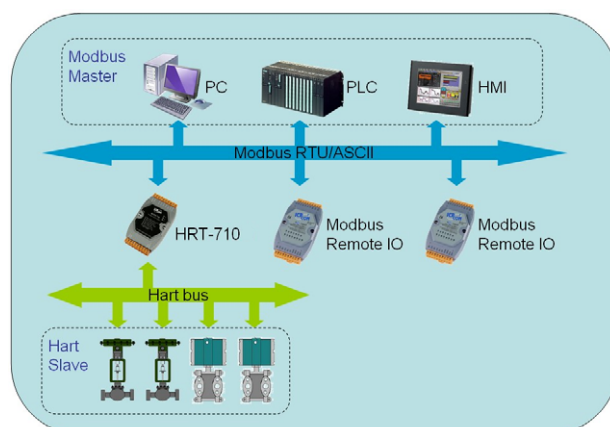 Modbus
Master
PC
PLC
HMI
Modbus RTU/ASCII
HRT-710
Modbus
Remote IO
Modbus
Remote IO
Hart bus
Hart
Slave